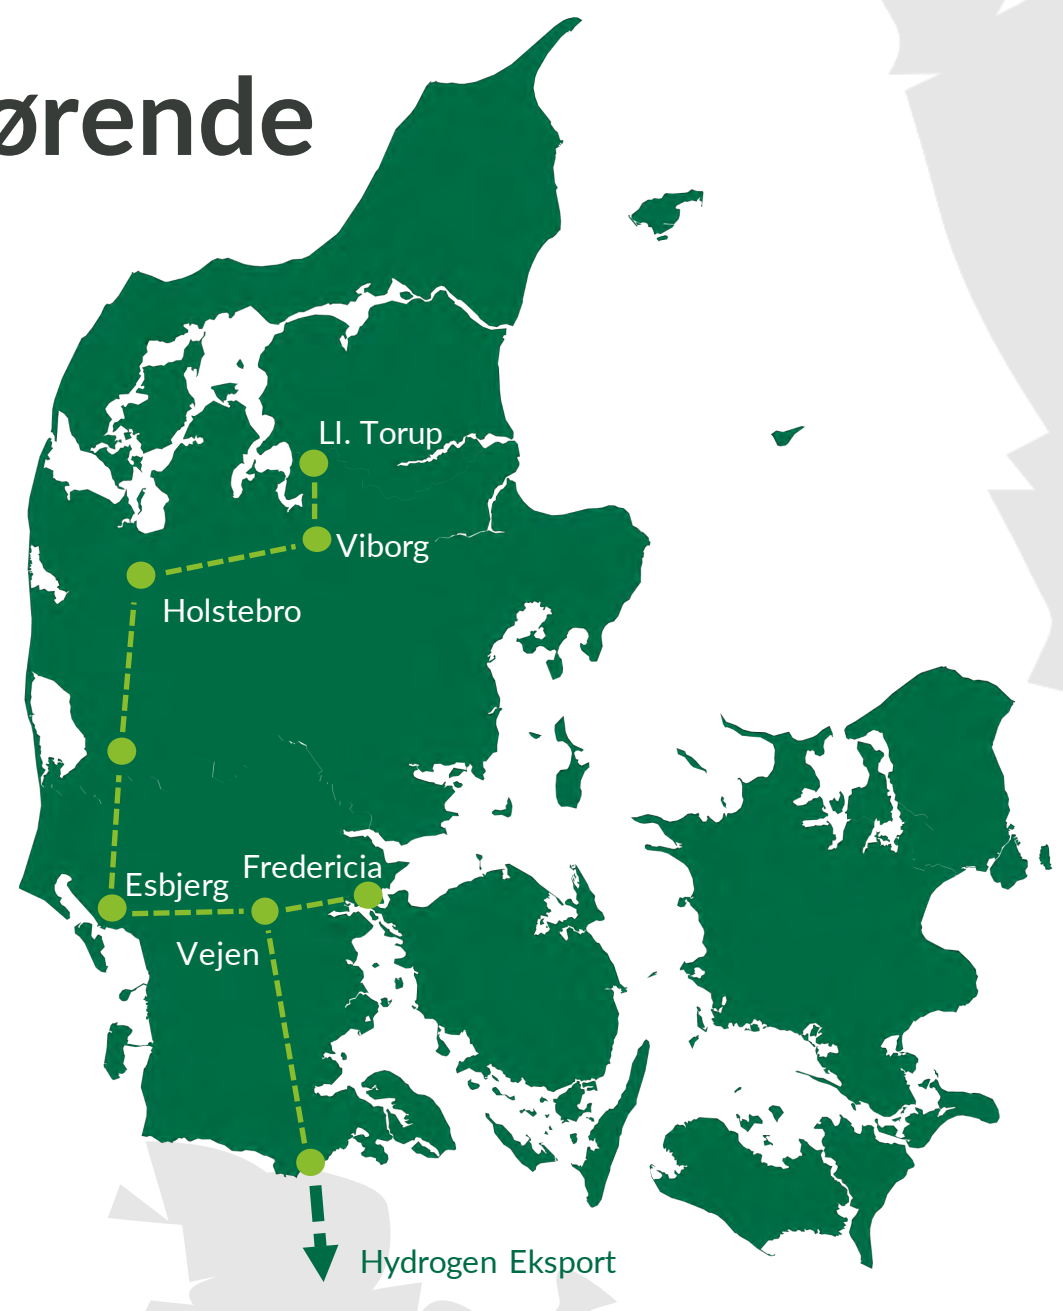 ørende
Ll. Torup
Viborg
Holstebro
Fredericia
Esbjerg
Vejen
Hydrogen Eksport